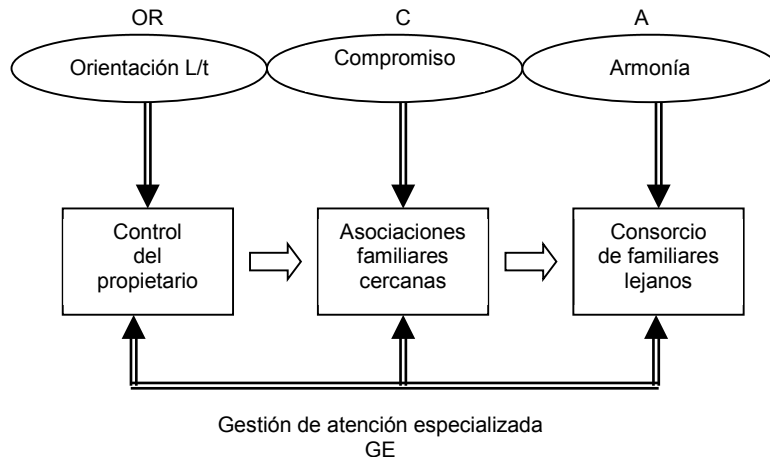 OR
C
A
Orientación L/t
Compromiso
Armonía
Control
del
propietario
Asociaciones
familiares
cercanas
Consorcio
de familiares
lejanos
Gestión de atención especializada
GE